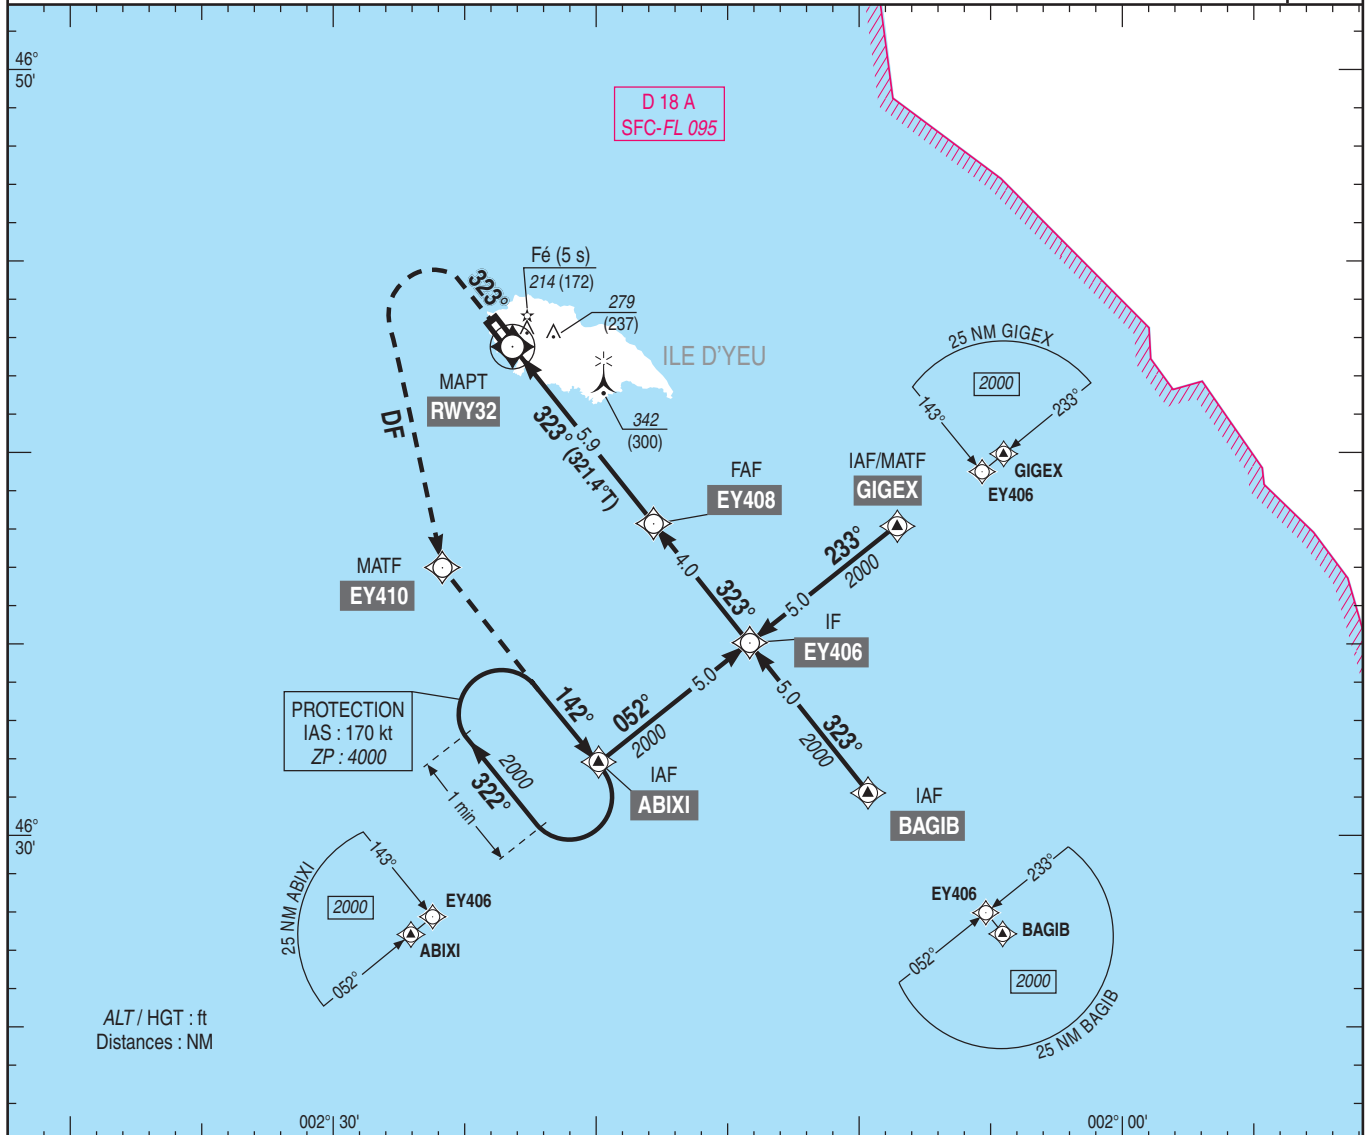 46°
50'
D 18 A
SFC-FL 095
Fé (5 s)
214 (172)
279
(237)
323°
ILE D'YEU
MAPT
RWY32
342
(300)
DF
323° (321.4°T)
5.9
25 NM GIGEX
2000
143°
233°
GIGEX
EY406
FAF
EY408
IAF/MATF
GIGEX
233°
2000
5.0
4.0
323°
MATF
EY410
IF
EY406
PROTECTION
IAS : 170 kt
ZP : 4000
142°
052°
2000
5.0
5.0
323°
2000
2000
322°
1 min
IAF
ABIXI
IAF
BAGIB
46°
30'
25 NM ABIXI
143°
2000
EY406
ABIXI
052°
EY406
233°
BAGIB
052°
2000
25 NM BAGIB
ALT / HGT : ft
Distances : NM
002° 30'
002° 00'